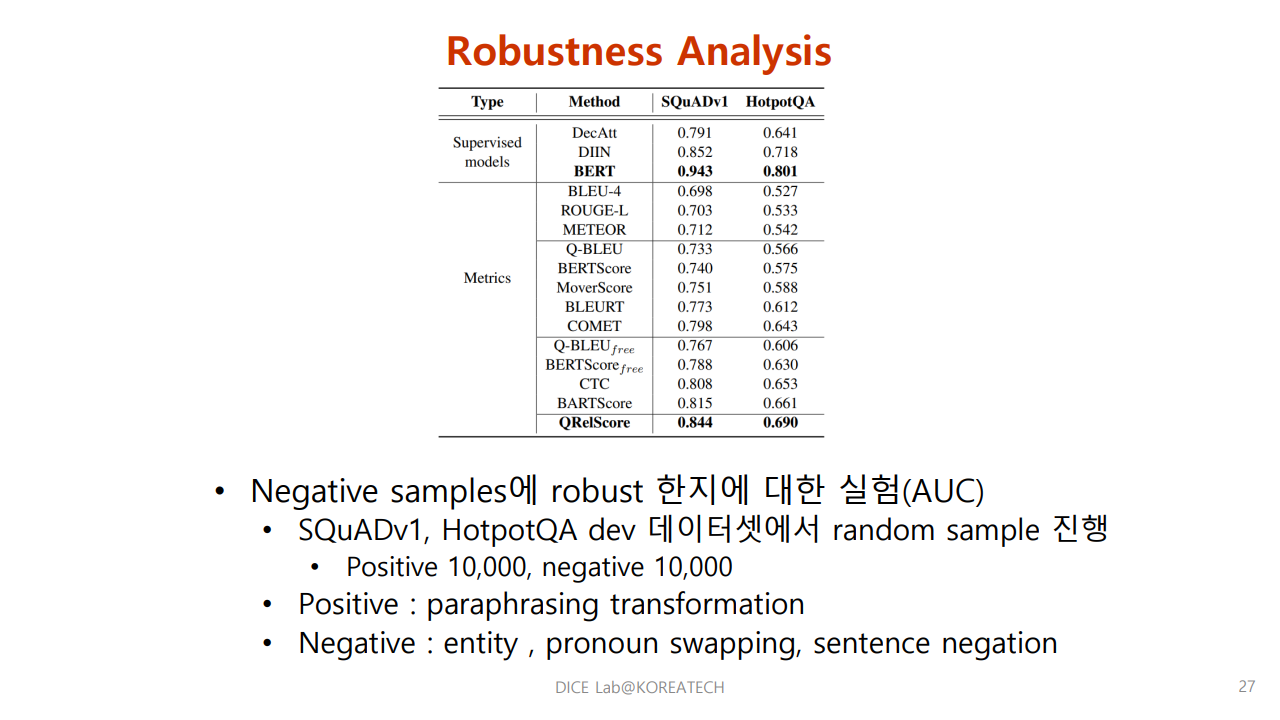 Robustness Analysis
Type Method SQuADv1 HotpotQA
Supervised models
DecAtt 0.791 0.641
DIIN 0.852 0.718
BERT 0.943 0.801
Metrics
BLEU-4 0.698 0.527
ROUGE-L 0.703 0.533
METEOR 0.712 0.542
Q-BLEU 0.733 0.566
BERTScore 0.740 0.575
MoverScore 0.751 0.588
BLEURT 0.773 0.612
COMET 0.798 0.643
Q-BLEUfree 0.767 0.606
BERTScorefree 0.788 0.630
CTC 0.808 0.653
BARTScore 0.815 0.661
QRelScore 0.844 0.690
• Negative samples에 robust 한지에 대한 실험(AUC)
• SQuADv1, HotpotQA dev 데이터셋에서 random sample 진행
• Positive 10,000, negative 10,000
• Positive : paraphrasing transformation
• Negative : entity , pronoun swapping, sentence negation
DICE Lab@KOREATECH
27